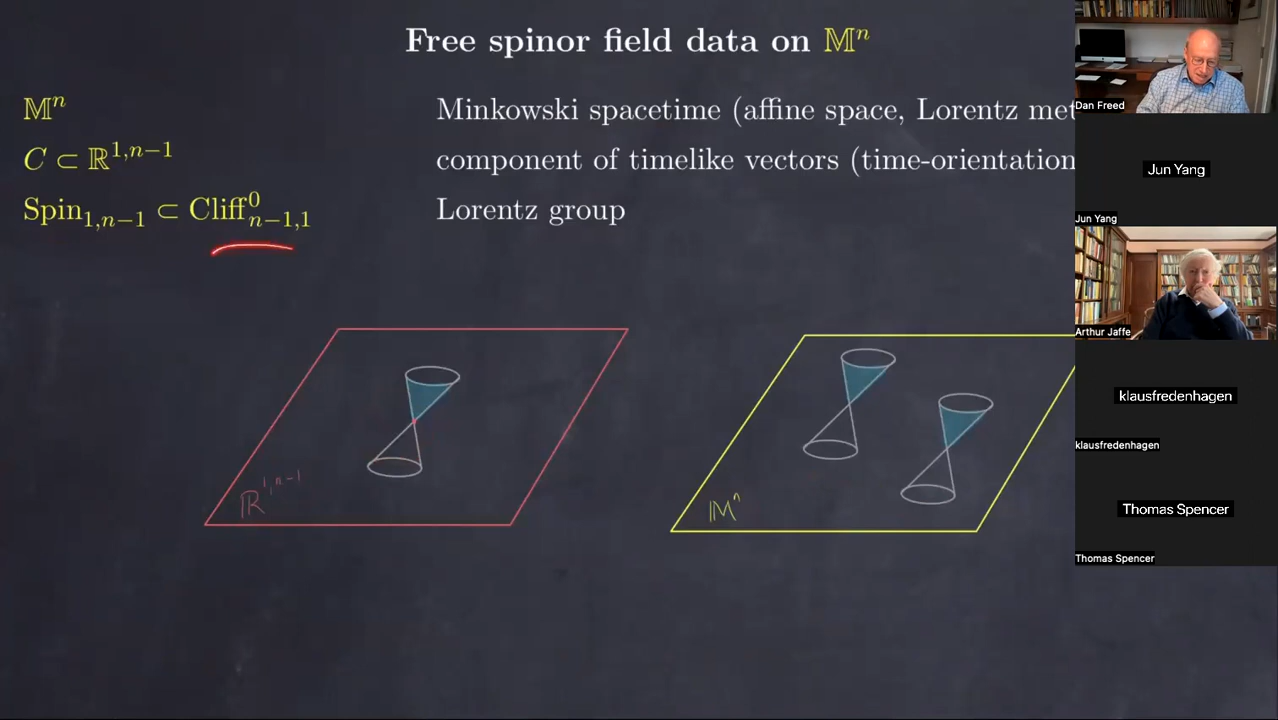 Free spinor field data on 𝕄ⁿ
𝕄ⁿ Minkowski spacetime (affine space, Lorentz
C ⊂ ℝ^{1,n−1} component of timelike vectors (time-orientation
Spin_{1,n−1} ⊂ Cliff⁰_{n−1,1} Lorentz group
ℝ^{1,n−1}
𝕄ⁿ
Dan Freed
Jun Yang
Jun Yang
Arthur Jaffe
klausfredenhagen
klausfredenhagen
Thomas Spencer
Thomas Spencer